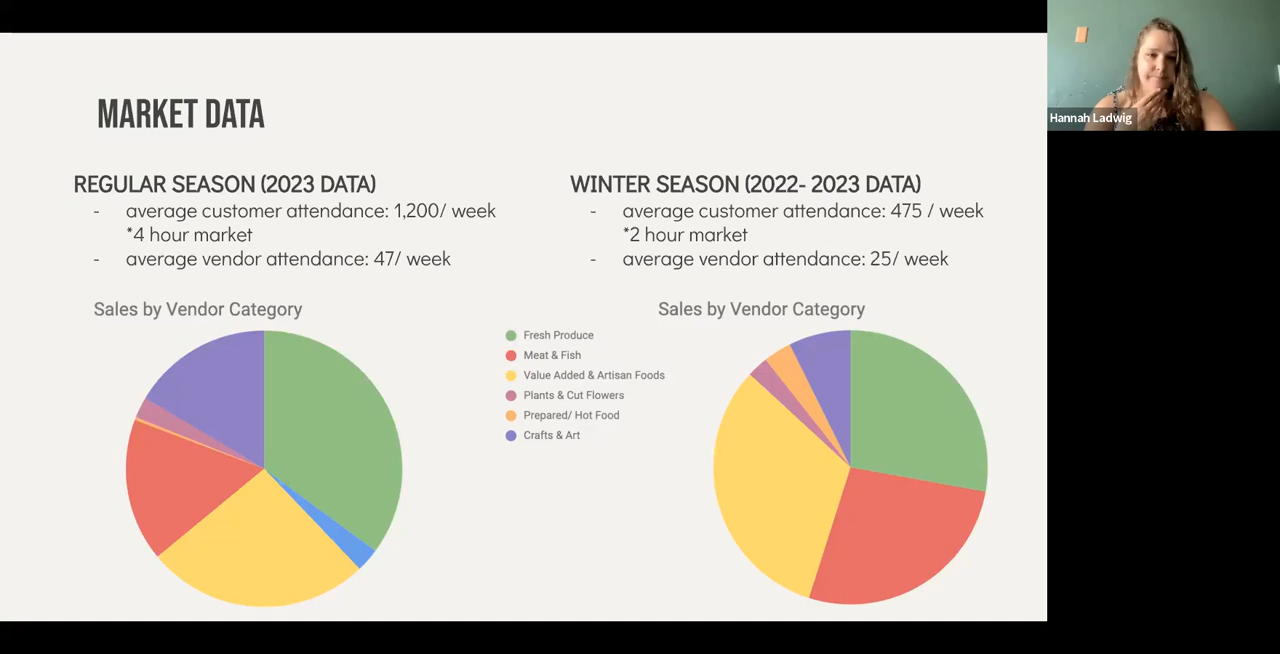 MARKET DATA
REGULAR SEASON (2023 DATA)
- average customer attendance: 1,200/ week
*4 hour market
- average vendor attendance: 47/ week
WINTER SEASON (2022- 2023 DATA)
- average customer attendance: 475 / week
*2 hour market
- average vendor attendance: 25/ week
Sales by Vendor Category
Fresh Produce
Meat & Fish
Value Added & Artisan Foods
Plants & Cut Flowers
Prepared/ Hot Food
Crafts & Art
Sales by Vendor Category
Hannah Ladwig